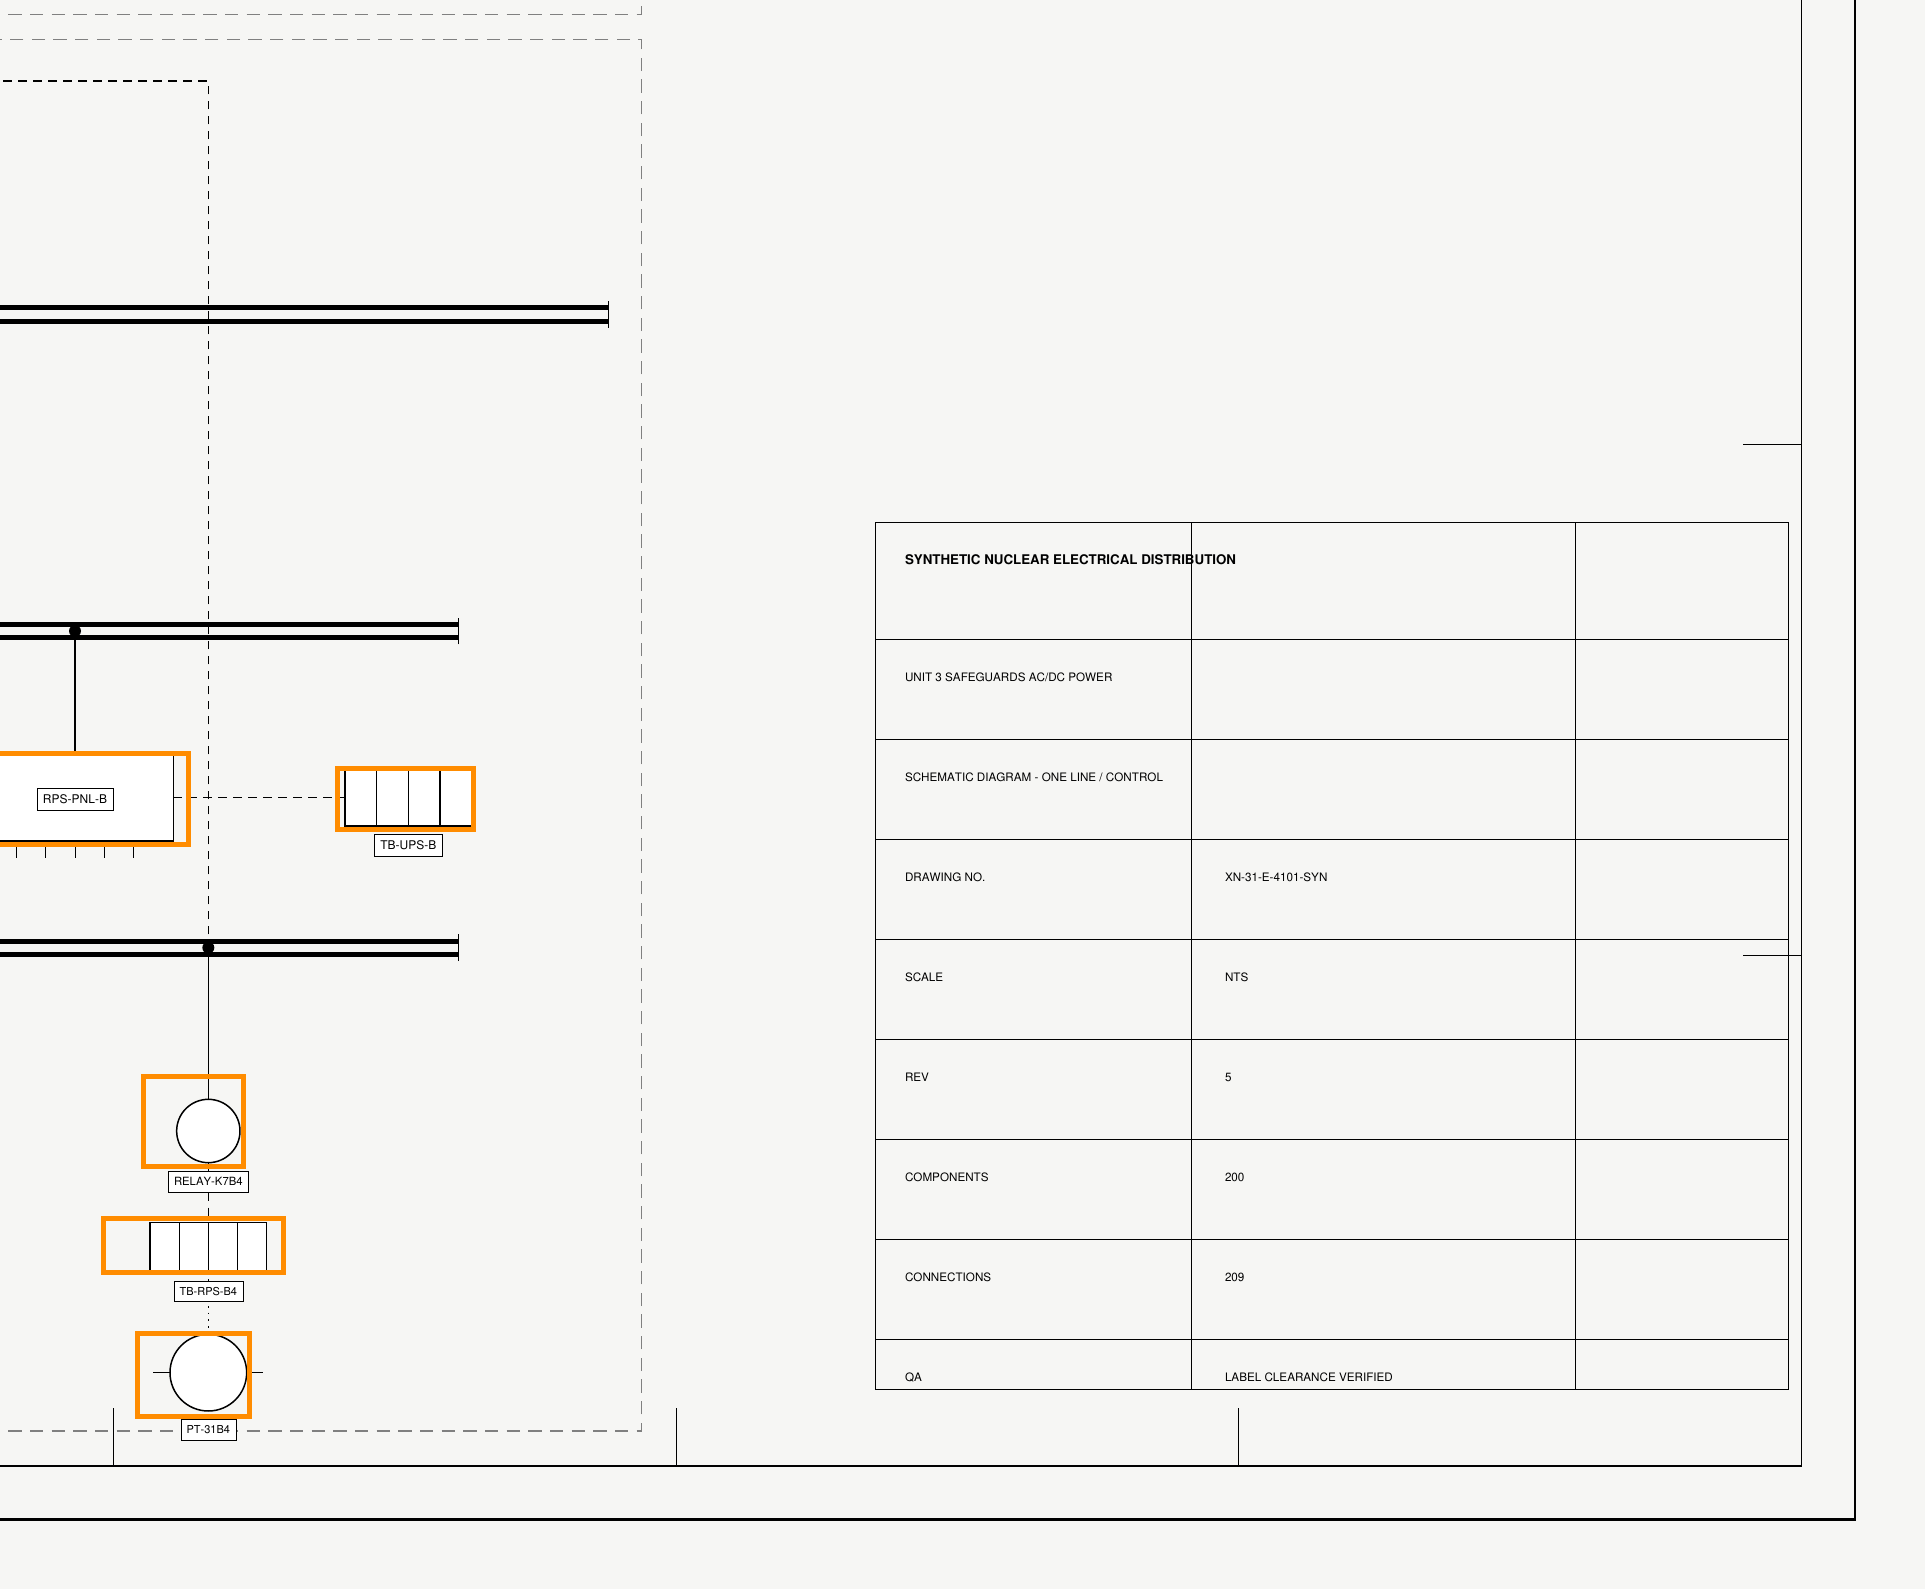 SYNTHETIC NUCLEAR ELECTRICAL DISTRIBUTION
UNIT 3 SAFEGUARDS AC/DC POWER
SCHEMATIC DIAGRAM - ONE LINE / CONTROL
RPS-PNL-B
TB-UPS-B
DRAWING NO. XN-31-E-4101-SYN
SCALE NTS
REV 5
RELAY-K7B4
COMPONENTS 200
TB-RPS-B4
CONNECTIONS 209
QA LABEL CLEARANCE VERIFIED
PT-31B4